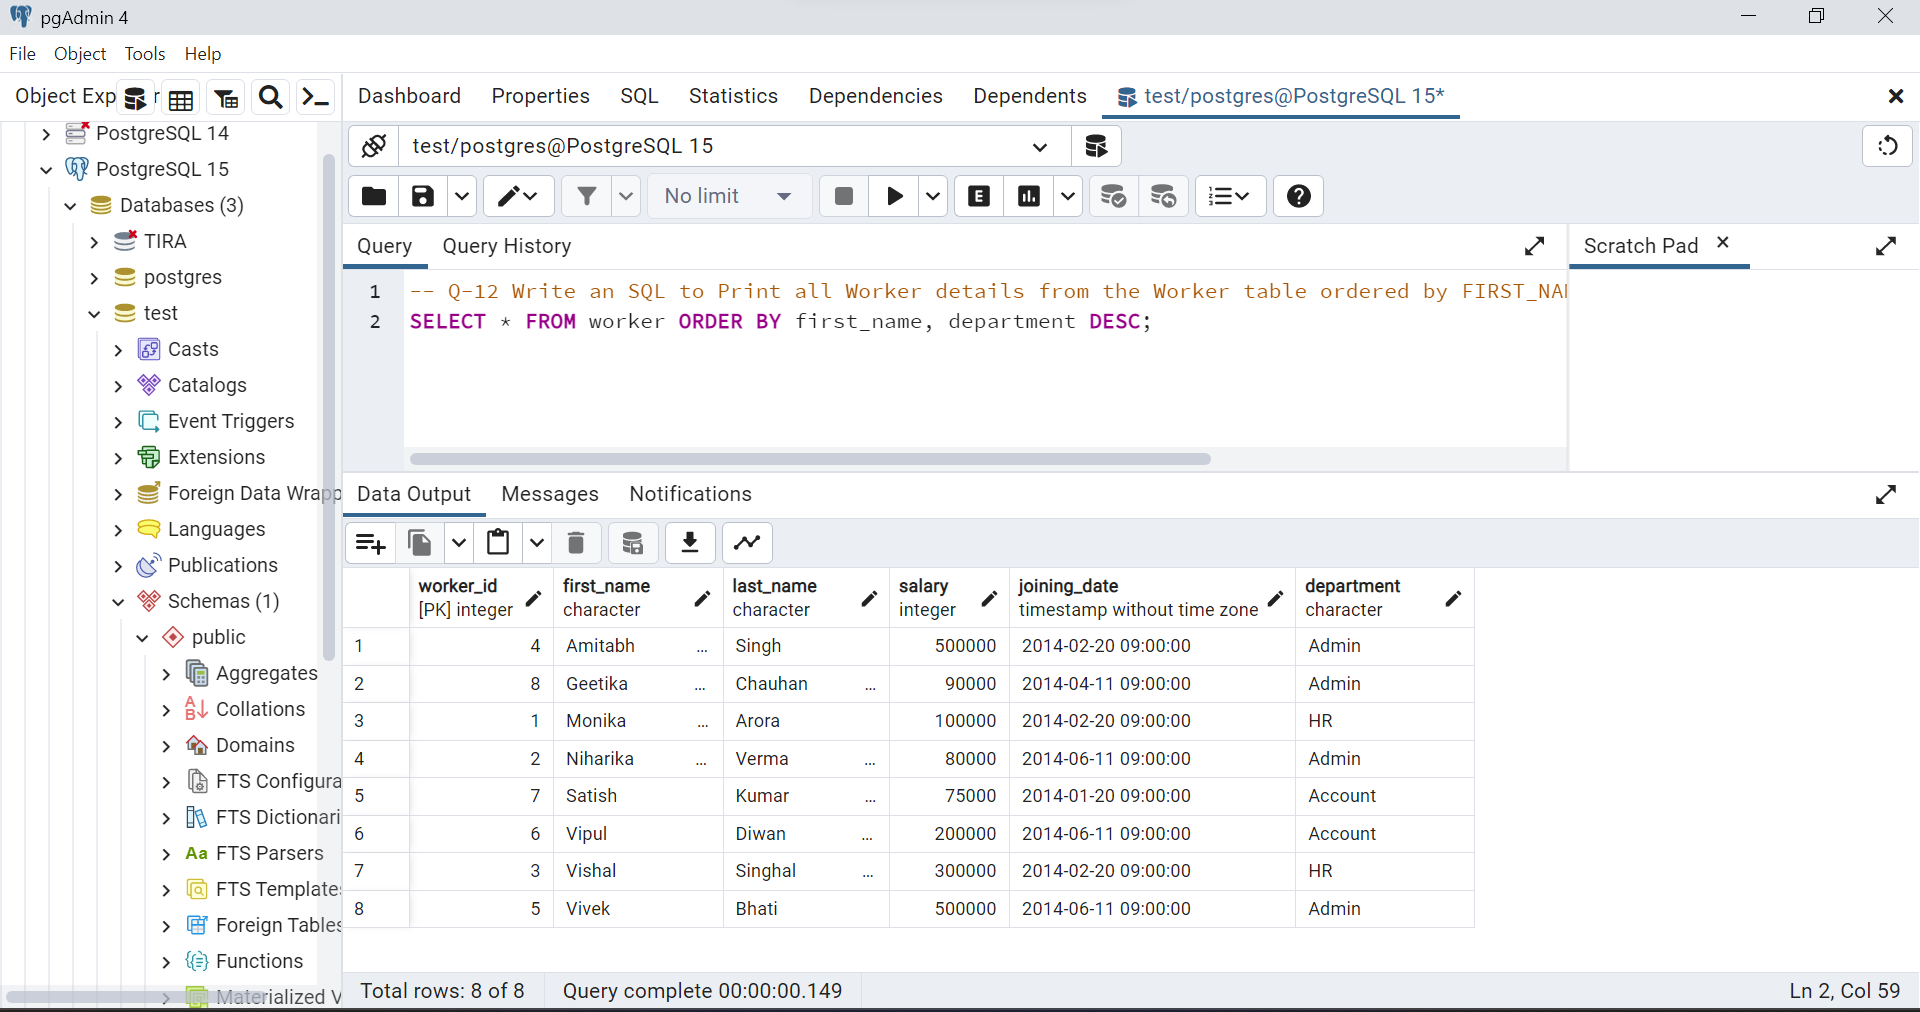 pgAdmin 4
File Object Tools Help
Object Exp r Dashboard Properties SQL Statistics Dependencies Dependents test/postgres@PostgreSQL 15*
PostgreSQL 14
PostgreSQL 15
Databases (3)
TIRA
postgres
test
Casts
Catalogs
Event Triggers
Extensions
Foreign Data Wrapp
Languages
Publications
Schemas (1)
public
Aggregates
Collations
Domains
FTS Configura
FTS Dictionari
Aa FTS Parsers
FTS Templates
Foreign Tables
Functions
Materialized V
test/postgres@PostgreSQL 15
No limit E
Query Query History
Scratch Pad
1 -- Q-12 Write an SQL to Print all Worker details from the Worker table ordered by FIRST_NAM
2 SELECT * FROM worker ORDER BY first_name, department DESC;
Data Output Messages Notifications
worker_id first_name last_name salary joining_date department
[PK] integer character character integer timestamp without time zone character
1 4 Amitabh ... Singh 500000 2014-02-20 09:00:00 Admin
2 8 Geetika ... Chauhan ... 90000 2014-04-11 09:00:00 Admin
3 1 Monika ... Arora 100000 2014-02-20 09:00:00 HR
4 2 Niharika ... Verma ... 80000 2014-06-11 09:00:00 Admin
5 7 Satish Kumar ... 75000 2014-01-20 09:00:00 Account
6 6 Vipul Diwan ... 200000 2014-06-11 09:00:00 Account
7 3 Vishal Singhal ... 300000 2014-02-20 09:00:00 HR
8 5 Vivek Bhati 500000 2014-06-11 09:00:00 Admin
Total rows: 8 of 8 Query complete 00:00:00.149 Ln 2, Col 59